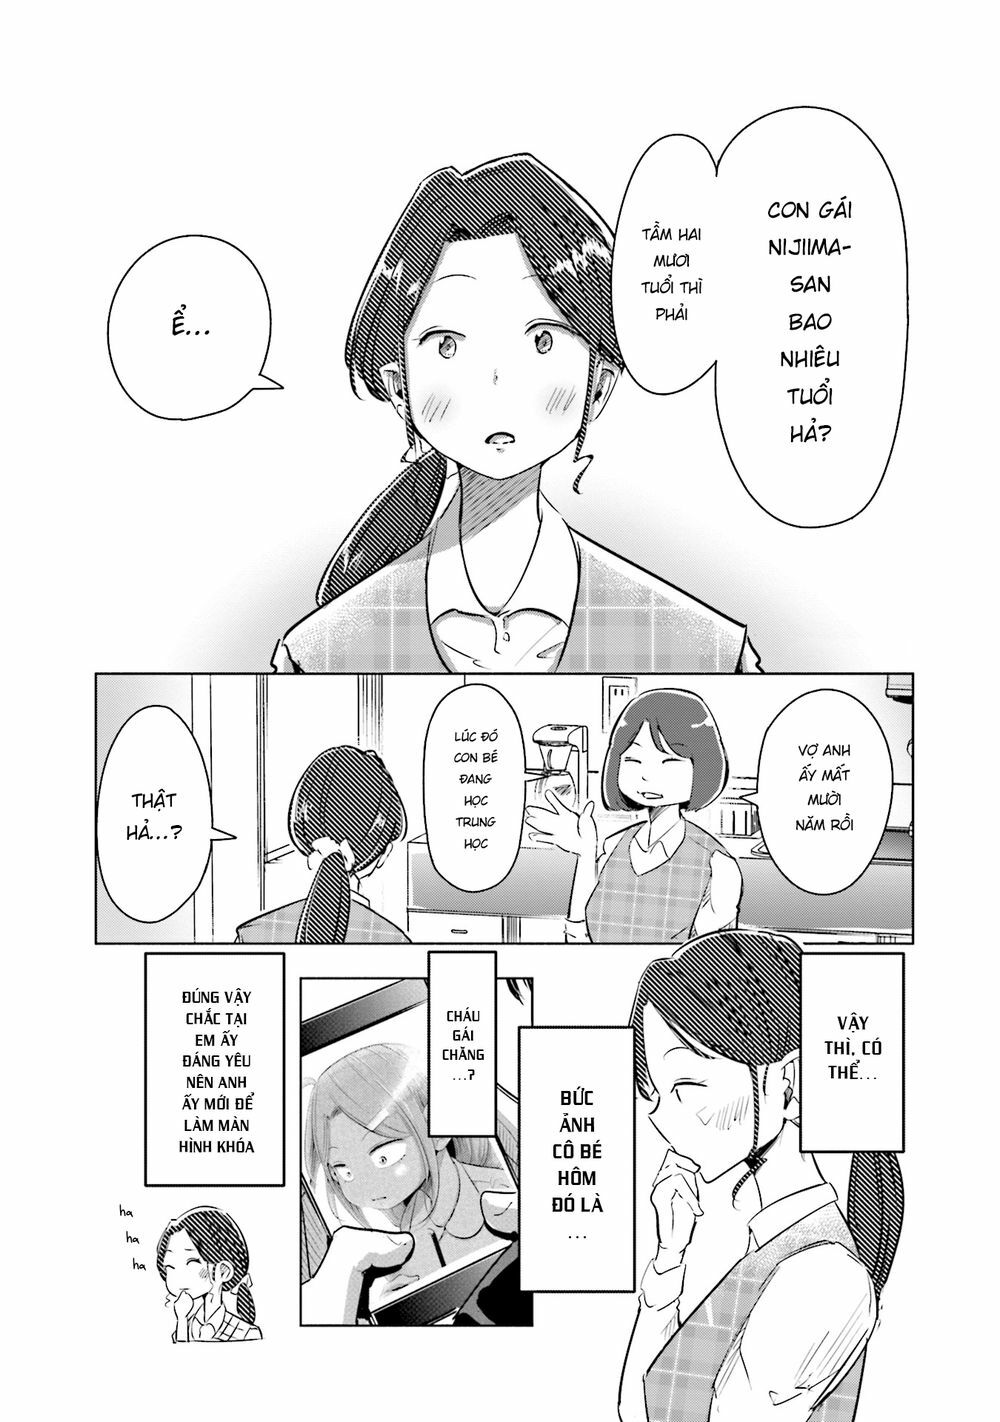 CON GÁI
NIJIIMA-
SAN
BAO
NHIÊU
TUỔI
HẢ?
TẦM HAI
MƯƠI
TUỔI THÌ
PHẢI
Ể...
VỢ ANH
ẤY MẤT
MƯỜI
NĂM RỒI
LÚC ĐÓ
CON BÉ
ĐANG
HỌC
TRUNG
HỌC
THẬT
HẢ...?
VẬY
THÌ, CÓ
THỂ...
BỨC
ẢNH
CÔ BÉ
HÔM
ĐÓ LÀ
...
CHÁU
GÁI
CHĂNG
...?
ĐÚNG VẬY
CHẮC TẠI
EM ẤY
ĐÁNG YÊU
NÊN ANH
ẤY MỚI ĐỂ
LÀM MÀN
HÌNH KHÓA
ha
ha
ha